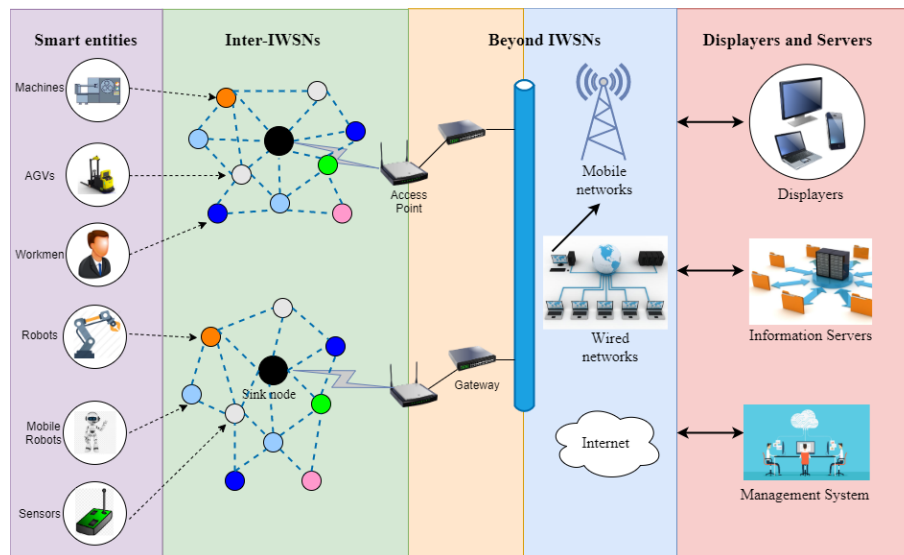 Smart entities
Inter-IWSNs
Beyond IWSNs
Displayers and Servers
Machines
AGVs
Workmen
Robots
Mobile
Robots
Sensors
Sink node
Access
Point
Gateway
Mobile
networks
Wired
networks
Internet
Displayers
Information Servers
Management System